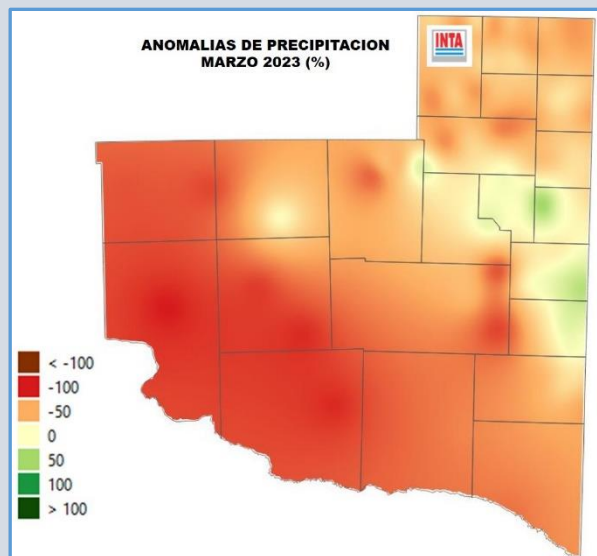 ANOMALIAS DE PRECIPITACION
MARZO 2023 (%)
INTA
< -100
-100
-50
0
50
100
> 100